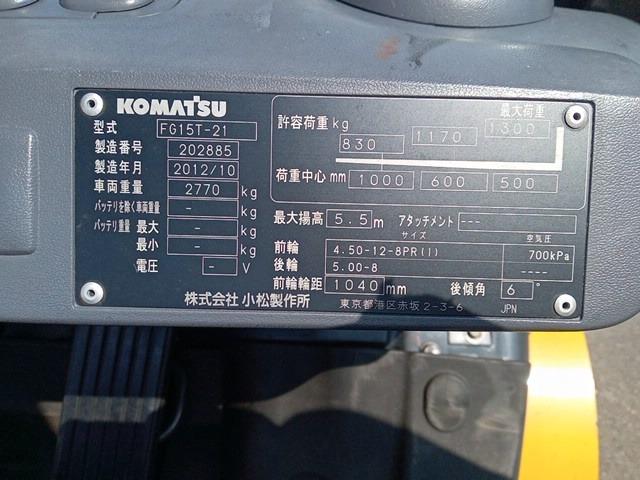 KOMATSU
型式 FG15T-21
製造番号 202885
製造年月 2012/10
車両重量 2770 kg
バッテリを除く車両重量 - kg
バッテリ重量 最大 - kg
最小 - kg
電圧 - V
許容荷重 kg 830 1170 最大荷重 1300
荷重中心 mm 1000 600 500
最大揚高 5.5 m アタッチメント ---
サイズ 空気圧
前輪 4.50-12-8PR(I) 700kPa
後輪 5.00-8 ----
前輪輪距 1040 mm 後傾角 6 °
株式会社 小松製作所 東京都港区赤坂2-3-6 JPN